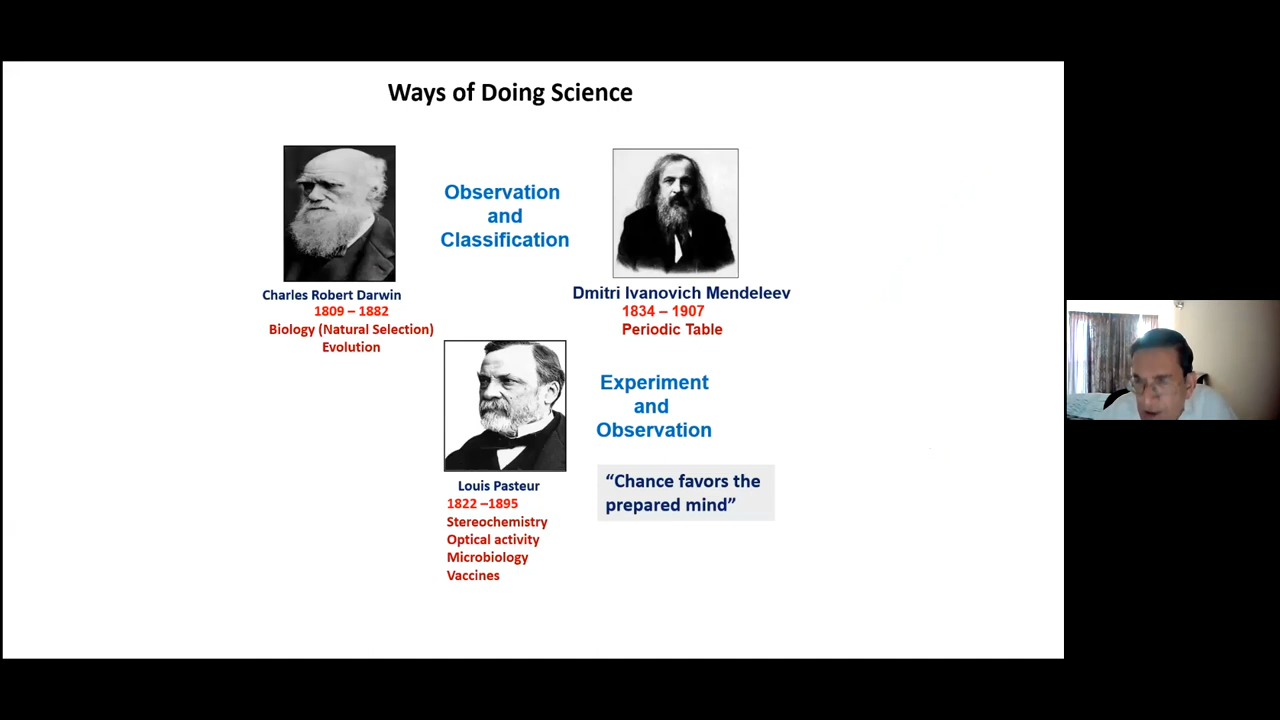 Ways of Doing Science
Observation
and
Classification
Charles Robert Darwin
1809 – 1882
Biology (Natural Selection)
Evolution
Dmitri Ivanovich Mendeleev
1834 – 1907
Periodic Table
Experiment
and
Observation
“Chance favors the
prepared mind”
Louis Pasteur
1822 –1895
Stereochemistry
Optical activity
Microbiology
Vaccines